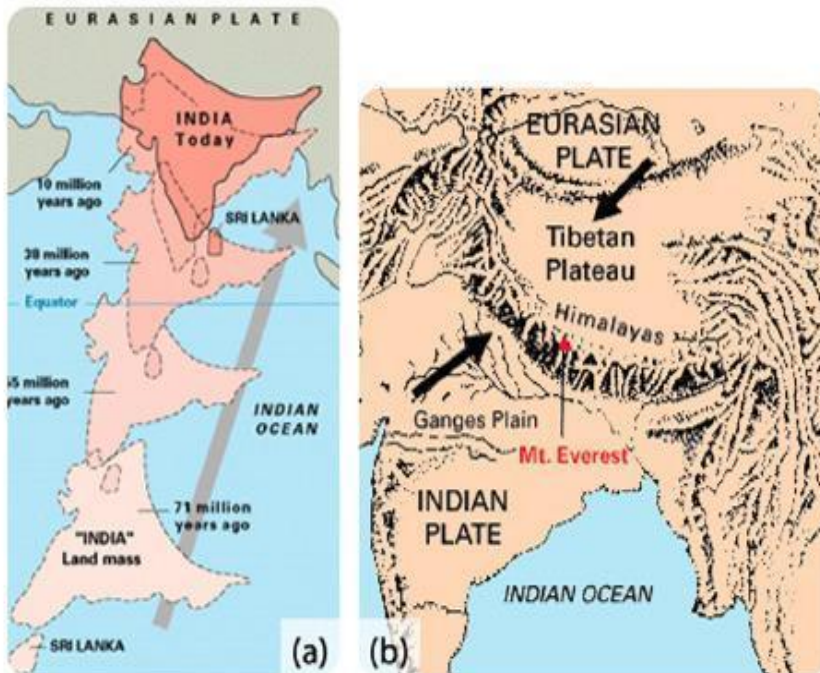 EURASIAN PLATE
INDIA
Today
10 million
years ago
SRI LANKA
38 million
years ago
Equator
55 million
years ago
INDIAN
OCEAN
71 million
years ago
"INDIA"
Land mass
SRI LANKA
(a)
EURASIAN
PLATE
Tibetan
Plateau
Himalayas
Ganges Plain
Mt. Everest
INDIAN
PLATE
INDIAN OCEAN
(b)